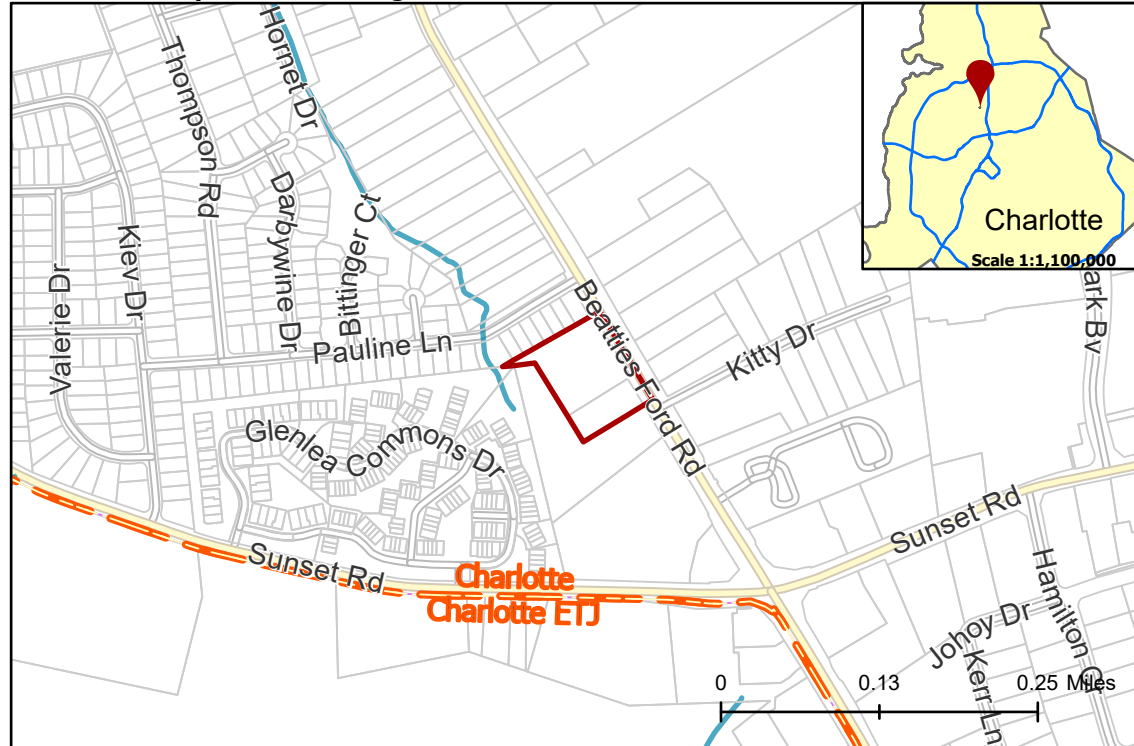 Thompson Rd
Hornet Dr
Charlotte
Scale 1:1,100,000
Darbywine Dr
Bittinger Ct
Kiev Dr
Valerie Dr
Pauline Ln
Beatties Ford Rd
Kitty Dr
ark Bv
Glenlea Commons Dr
Sunset Rd
Sunset Rd
Charlotte
Charlotte ETJ
Johoy Dr
Kerr Ln
0 0.13 0.25 Miles